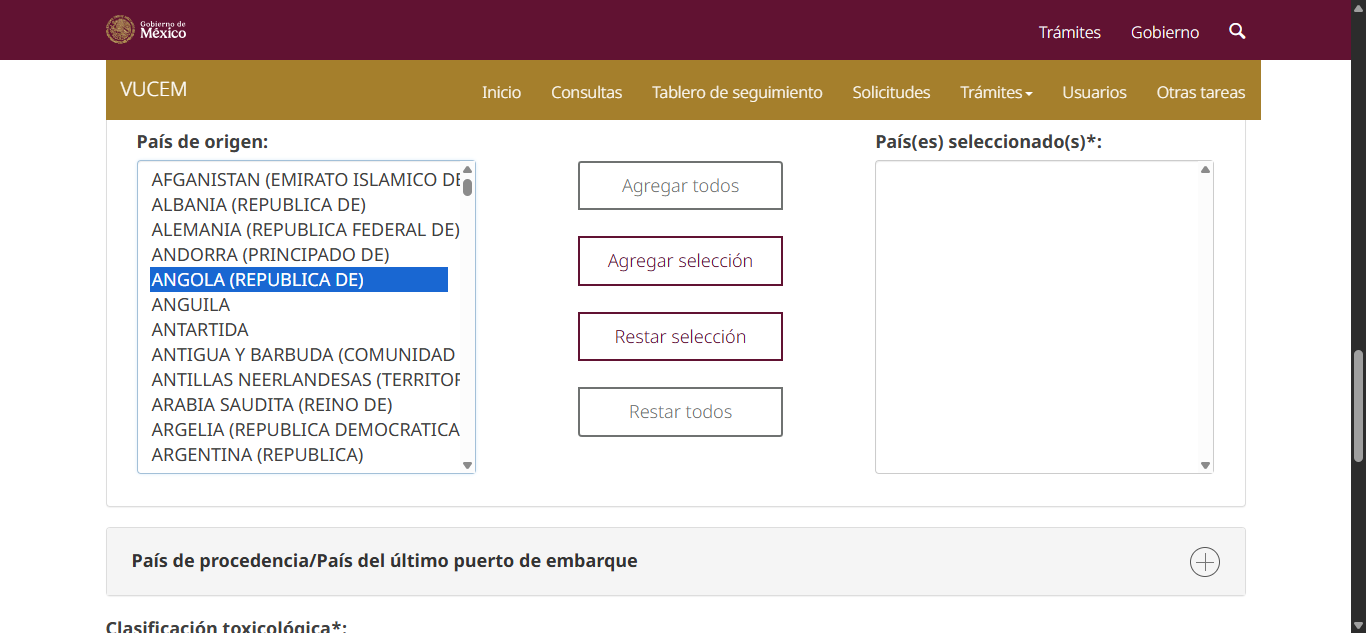 Gobierno de
México
Trámites
Gobierno
VUCEM
Inicio
Consultas
Tablero de seguimiento
Solicitudes
Trámites
Usuarios
Otras tareas
País de origen:
AFGANISTAN (EMIRATO ISLAMICO DE
ALBANIA (REPUBLICA DE)
ALEMANIA (REPUBLICA FEDERAL DE)
ANDORRA (PRINCIPADO DE)
ANGOLA (REPUBLICA DE)
ANGUILA
ANTARTIDA
ANTIGUA Y BARBUDA (COMUNIDAD
ANTILLAS NEERLANDESAS (TERRITOR
ARABIA SAUDITA (REINO DE)
ARGELIA (REPUBLICA DEMOCRATICA
ARGENTINA (REPUBLICA)
Agregar todos
Agregar selección
Restar selección
Restar todos
País(es) seleccionado(s)*:
País de procedencia/País del último puerto de embarque
Clasificación toxicológica*: